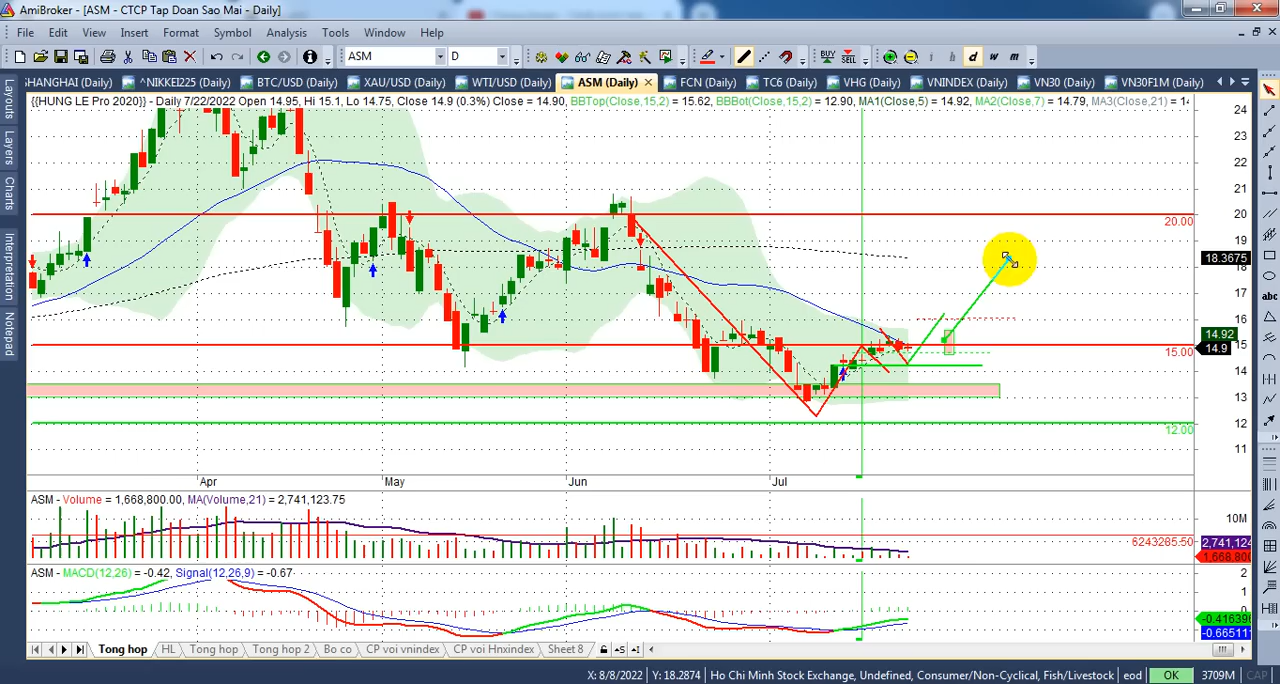 AmiBroker - [ASM - CTCP Tap Doan Sao Mai - Daily]
File Edit View Insert Format Symbol Analysis Tools Window Help
ASM D BUY SELL i h d w m
SHANGHAI (Daily) ^NIKKEI225 (Daily) BTC/USD (Daily) XAU/USD (Daily) WTI/USD (Daily) ASM (Daily) FCN (Daily) TC6 (Daily) VHG (Daily) VNINDEX (Daily) VN30 (Daily) VN30F1M (Daily)
Layouts
Layers
Charts
Interpretation
Notepad
{{HUNG LE Pro 2020}} - Daily 7/22/2022 Open 14.95, Hi 15.1, Lo 14.75, Close 14.9 (0.3%) Close = 14.90, BBTop(Close,15,2) = 15.62, BBBot(Close,15,2) = 12.90, MA1(Close,5) = 14.92, MA2(Close,7) = 14.79, MA3(Close,21) = 14
24
23
22
21
20
20.00
19
18.3675
18
17
16
14.92
15
14.9
15.00
14
13
12
12.00
11
abc
Apr May Jun Jul
ASM - Volume = 1,668,800.00, MA(Volume,21) = 2,741,123.75
10M
6243285.50
2,741,124
1,668,800
ASM - MACD(12,26) = -0.42, Signal(12,26,9) = -0.67
2
1
0
-0.416396
-0.665111
Tong hop HL Tong hop Tong hop 2 Bo co CP voi vnindex CP voi Hnxindex Sheet 8
X: 8/8/2022 Y: 18.2874 Ho Chi Minh Stock Exchange, Undefined, Consumer/Non-Cyclical, Fish/Livestock eod OK 3709M CAP